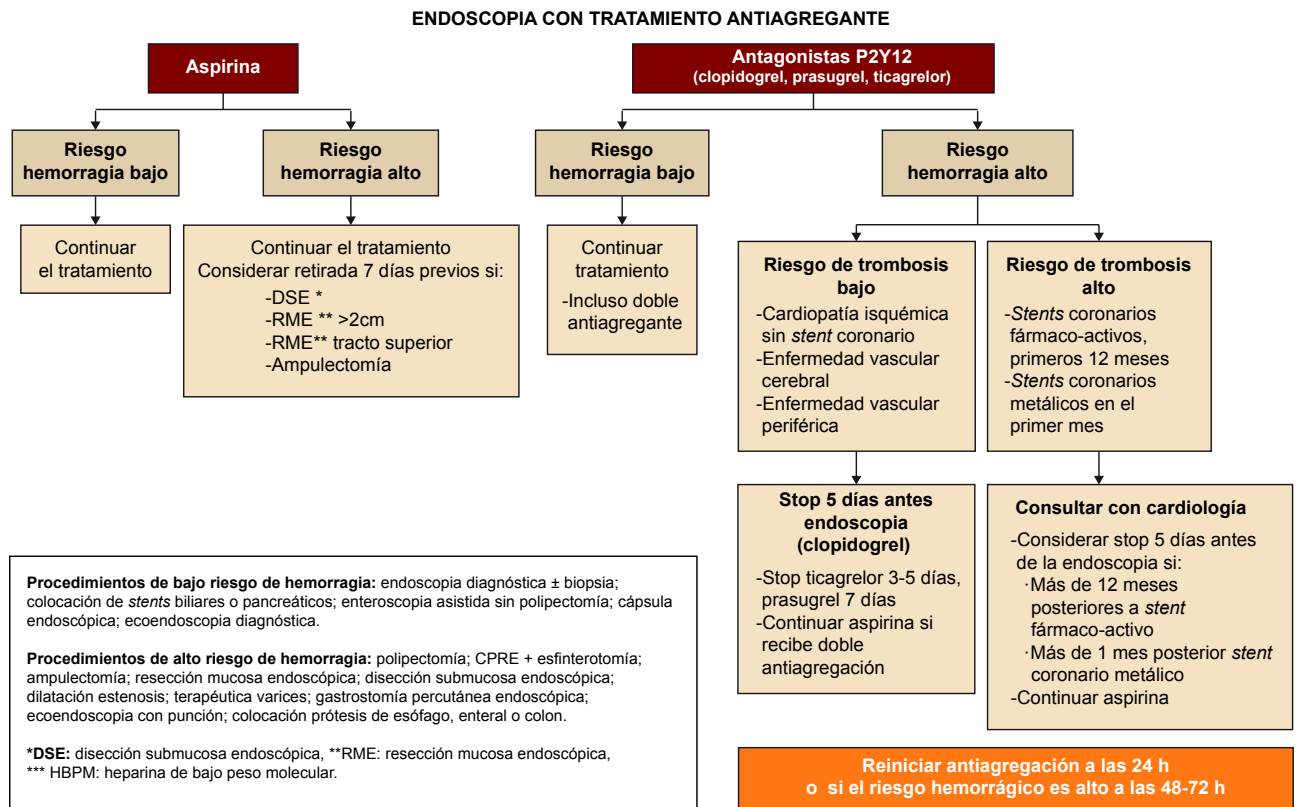 ENDOSCOPIA CON TRATAMIENTO ANTIAGREGANTE
Aspirina
Riesgo
hemorragia bajo
Continuar
el tratamiento
Riesgo
hemorragia alto
Continuar el tratamiento
Considerar retirada 7 días previos si:
-DSE *
-RME ** >2cm
-RME** tracto superior
-Ampulectomía
Antagonistas P2Y12
(clopidogrel, prasugrel, ticagrelor)
Riesgo
hemorragia bajo
Continuar
tratamiento
-Incluso doble
antiagregante
Riesgo
hemorragia alto
Riesgo de trombosis
bajo
-Cardiopatía isquémica
sin stent coronario
-Enfermedad vascular
cerebral
-Enfermedad vascular
periférica
Stop 5 días antes
endoscopia
(clopidogrel)
-Stop ticagrelor 3-5 días,
prasugrel 7 días
-Continuar aspirina si
recibe doble
antiagregación
Riesgo de trombosis
alto
-Stents coronarios
fármaco-activos,
primeros 12 meses
-Stents coronarios
metálicos en el
primer mes
Consultar con cardiología
-Considerar stop 5 días antes
de la endoscopia si:
·Más de 12 meses
posteriores a stent
fármaco-activo
·Más de 1 mes posterior stent
coronario metálico
-Continuar aspirina
Reiniciar antiagregación a las 24 h
o si el riesgo hemorrágico es alto a las 48-72 h
Procedimientos de bajo riesgo de hemorragia: endoscopia diagnóstica ± biopsia;
colocación de stents biliares o pancreáticos; enteroscopia asistida sin polipectomía; cápsula
endoscópica; ecoendoscopia diagnóstica.
Procedimientos de alto riesgo de hemorragia: polipectomía; CPRE + esfinterotomía;
ampulectomía; resección mucosa endoscópica; disección submucosa endoscópica;
dilatación estenosis; terapéutica varices; gastrostomía percutánea endoscópica;
ecoendoscopia con punción; colocación prótesis de esófago, enteral o colon.
*DSE: disección submucosa endoscópica, **RME: resección mucosa endoscópica,
*** HBPM: heparina de bajo peso molecular.